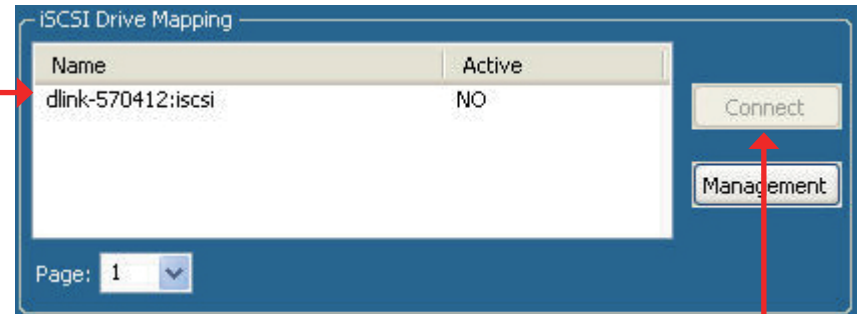 iSCSI Drive Mapping
Name Active
dlink-570412:iscsi NO
Connect
Management
Page: 1